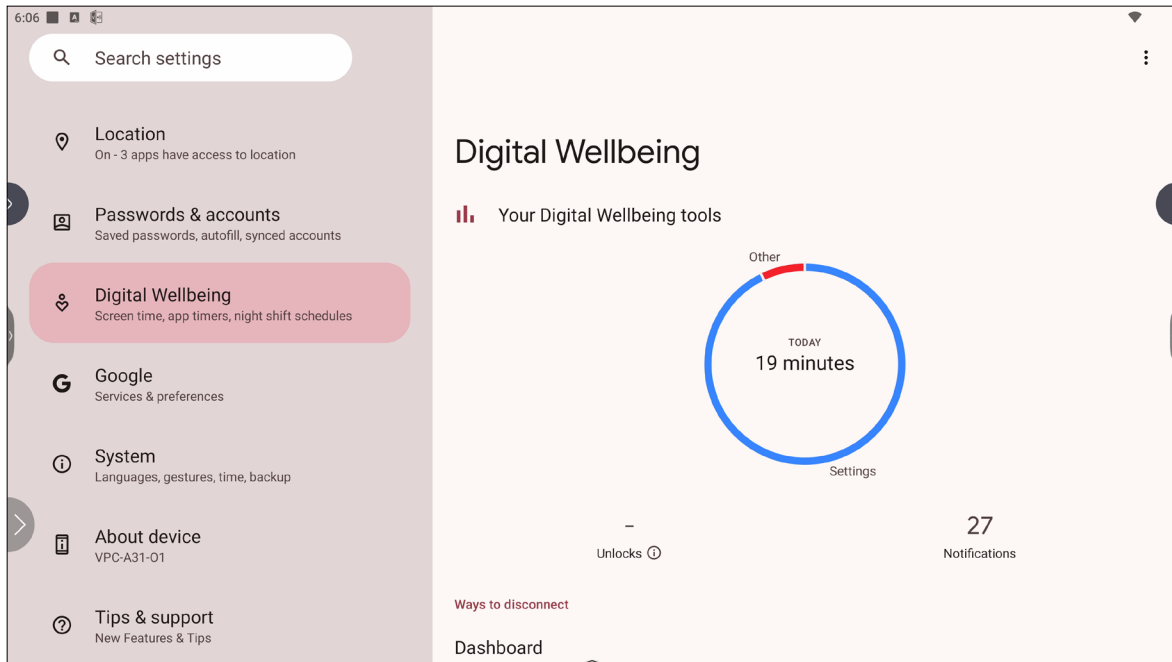 6:06
Search settings
Location
On - 3 apps have access to location
Passwords & accounts
Saved passwords, autofill, synced accounts
Digital Wellbeing
Screen time, app timers, night shift schedules
Google
Services & preferences
System
Languages, gestures, time, backup
About device
VPC-A31-O1
Tips & support
New Features & Tips
Digital Wellbeing
Your Digital Wellbeing tools
Other
TODAY
19 minutes
Settings
–
Unlocks
27
Notifications
Ways to disconnect
Dashboard